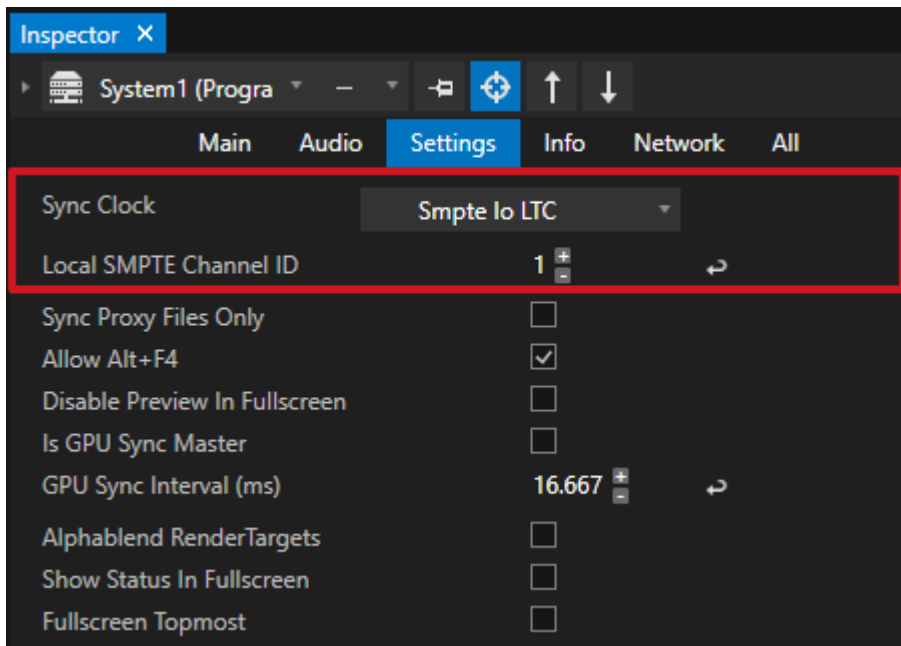 Inspector
System1 (Progra –
Main Audio Settings Info Network All
Sync Clock Smpte Io LTC
Local SMPTE Channel ID 1
Sync Proxy Files Only
Allow Alt+F4
Disable Preview In Fullscreen
Is GPU Sync Master
GPU Sync Interval (ms) 16.667
Alphablend RenderTargets
Show Status In Fullscreen
Fullscreen Topmost